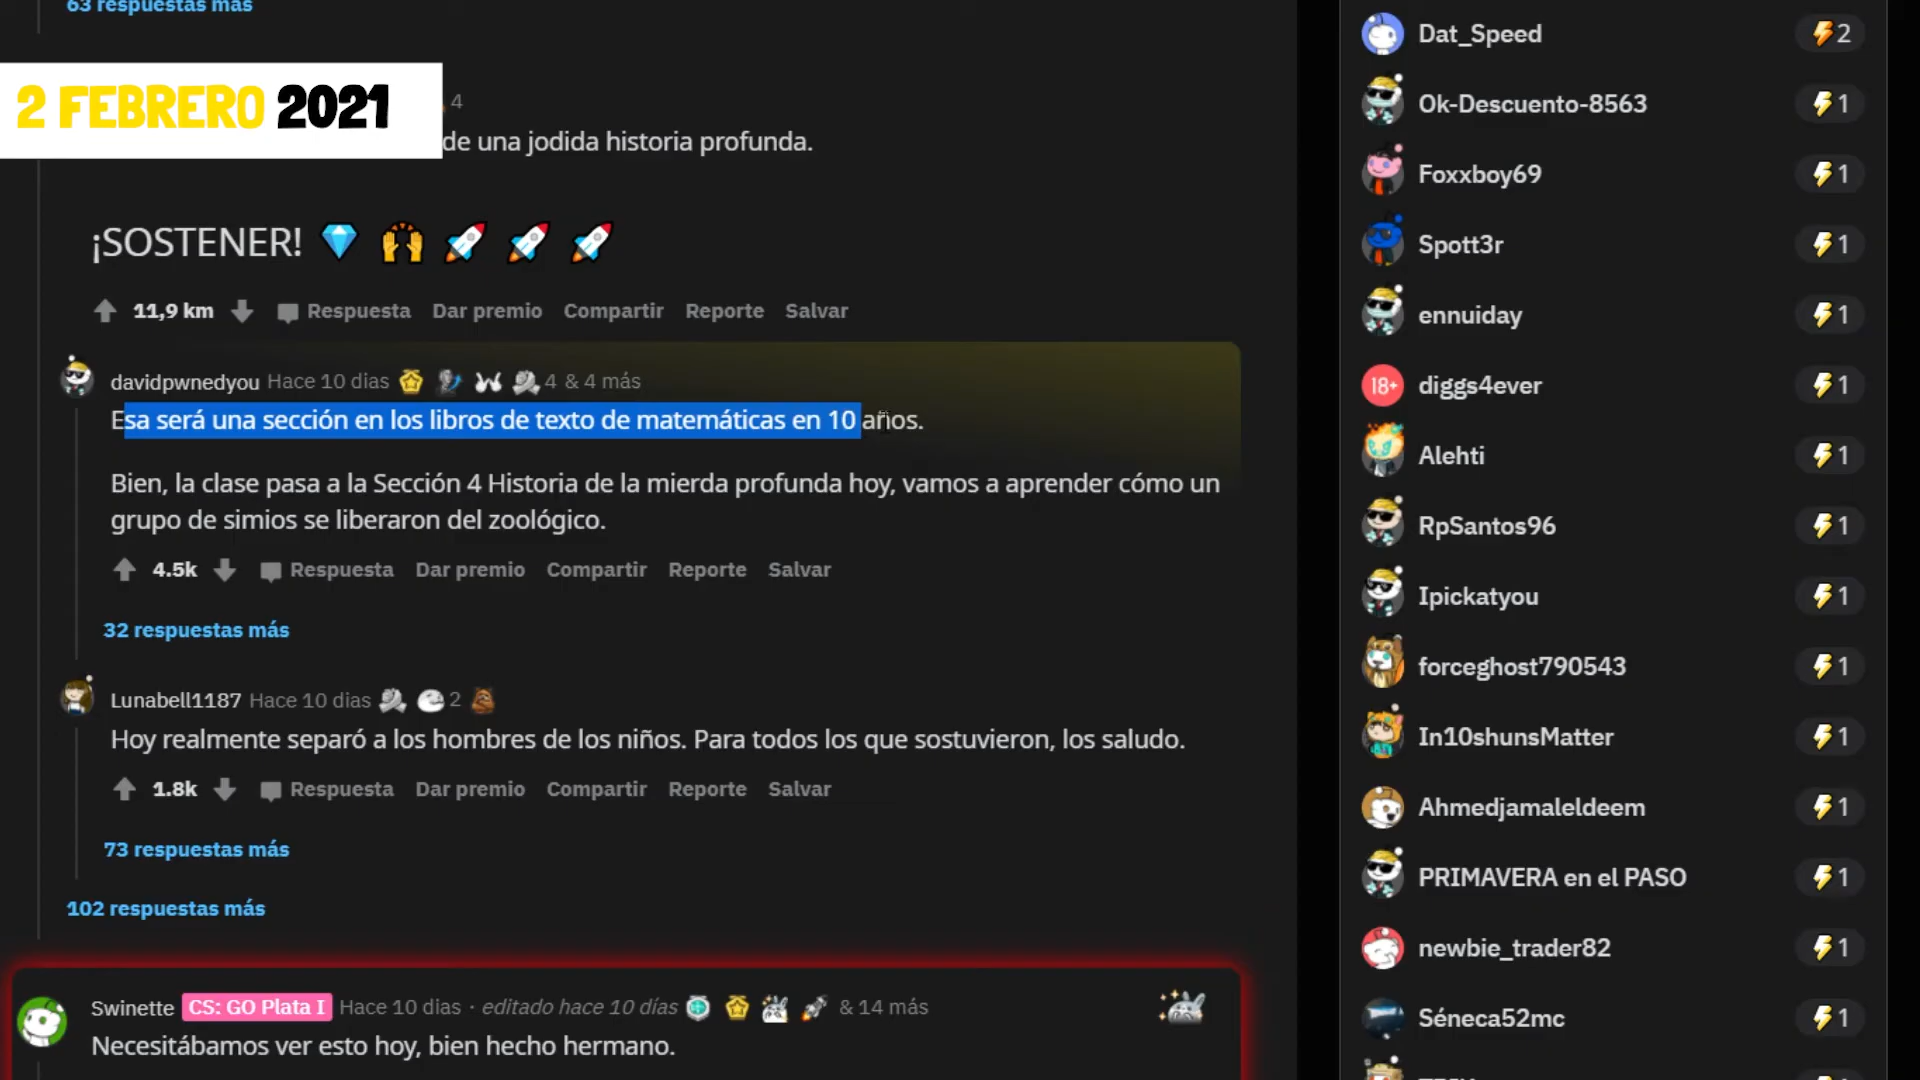 63 respuestas más
2 FEBRERO 2021
4
de una jodida historia profunda.
¡SOSTENER! 💎 🙌 🚀 🚀 🚀
11,9 km Respuesta Dar premio Compartir Reporte Salvar
davidpwnedyou Hace 10 dias 4 & 4 más
Esa será una sección en los libros de texto de matemáticas en 10 años.
Bien, la clase pasa a la Sección 4 Historia de la mierda profunda hoy, vamos a aprender cómo un
grupo de simios se liberaron del zoológico.
4.5k Respuesta Dar premio Compartir Reporte Salvar
32 respuestas más
Lunabell1187 Hace 10 dias 2
Hoy realmente separó a los hombres de los niños. Para todos los que sostuvieron, los saludo.
1.8k Respuesta Dar premio Compartir Reporte Salvar
73 respuestas más
102 respuestas más
Swinette CS: GO Plata I Hace 10 dias · editado hace 10 días & 14 más
Necesitábamos ver esto hoy, bien hecho hermano.
Dat_Speed 2
Ok-Descuento-8563 1
Foxxboy69 1
Spott3r 1
ennuiday 1
18+ diggs4ever 1
Alehti 1
RpSantos96 1
Ipickatyou 1
forceghost790543 1
In10shunsMatter 1
Ahmedjamaleldeem 1
PRIMAVERA en el PASO 1
newbie_trader82 1
Séneca52mc 1